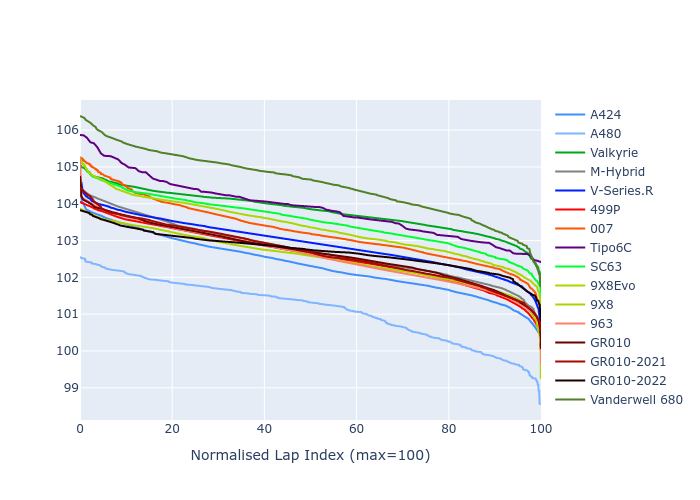 106
105
104
103
102
101
100
99
0
20
40
60
80
100
Normalised Lap Index (max=100)
A424
A480
Valkyrie
M-Hybrid
V-Series.R
499P
007
Tipo6C
SC63
9X8Evo
9X8
963
GR010
GR010-2021
GR010-2022
Vanderwell 680